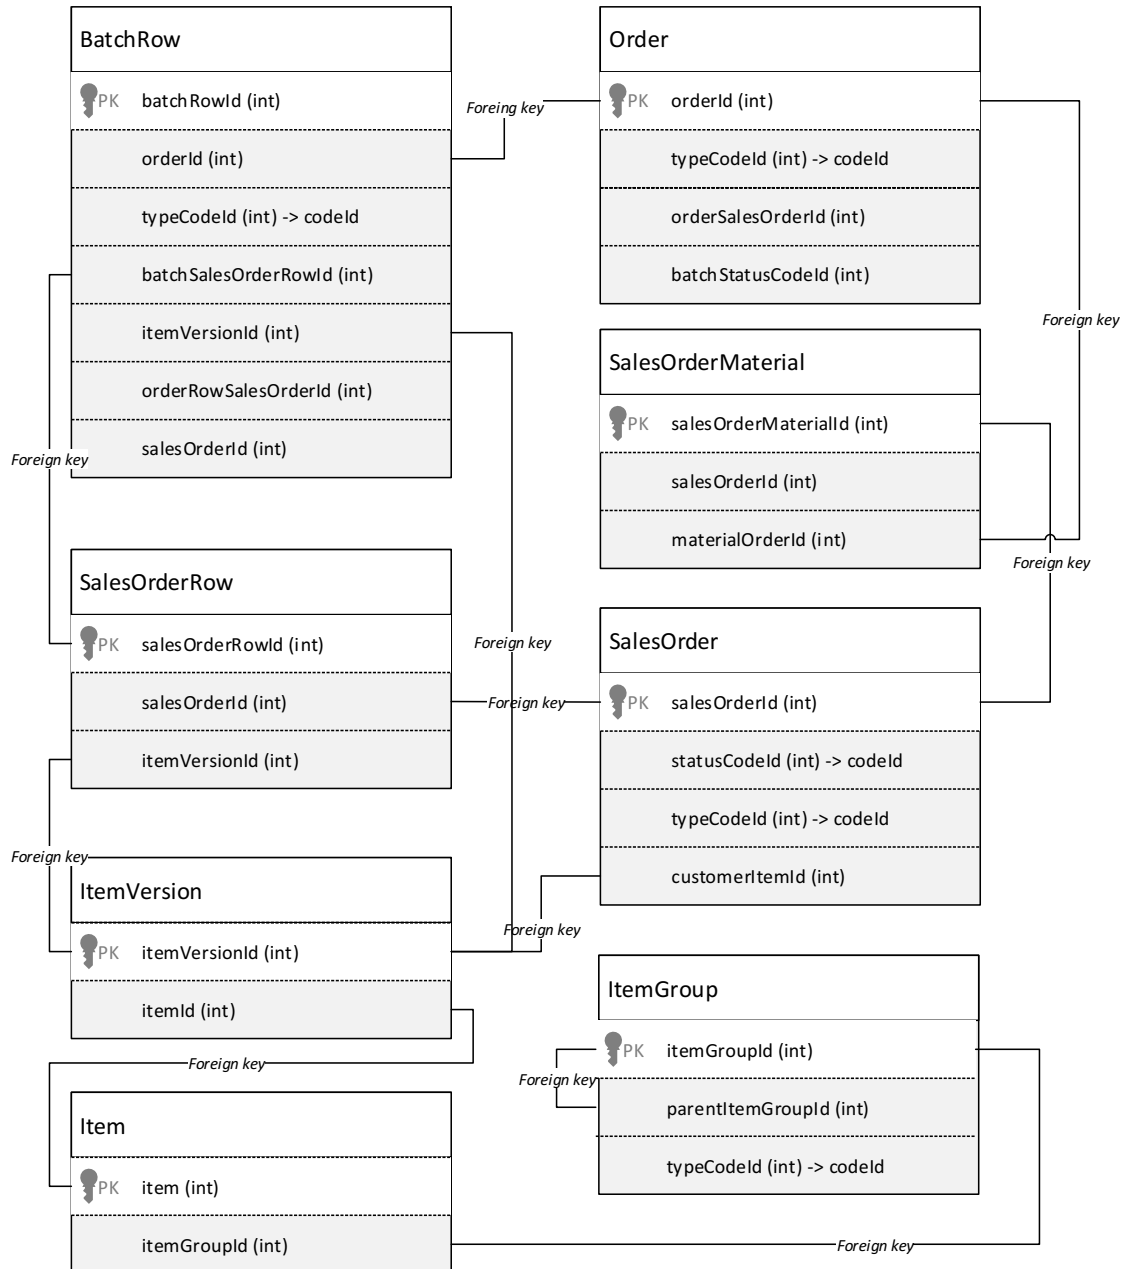 BatchRow
PK batchRowId (int)
orderId (int)
typeCodeId (int) -> codeId
batchSalesOrderRowId (int)
itemVersionId (int)
orderRowSalesOrderId (int)
salesOrderId (int)
Foreing key
Order
PK orderId (int)
typeCodeId (int) -> codeId
orderSalesOrderId (int)
batchStatusCodeId (int)
Foreign key
SalesOrderMaterial
PK salesOrderMaterialId (int)
salesOrderId (int)
materialOrderId (int)
Foreign key
Foreign key
SalesOrderRow
PK salesOrderRowId (int)
salesOrderId (int)
itemVersionId (int)
Foreign key
Foreign key
SalesOrder
PK salesOrderId (int)
statusCodeId (int) -> codeId
typeCodeId (int) -> codeId
customerItemId (int)
Foreign key
Foreign key
ItemVersion
PK itemVersionId (int)
itemId (int)
Foreign key
ItemGroup
PK itemGroupId (int)
Foreign key
parentItemGroupId (int)
typeCodeId (int) -> codeId
Item
PK item (int)
itemGroupId (int)
Foreign key